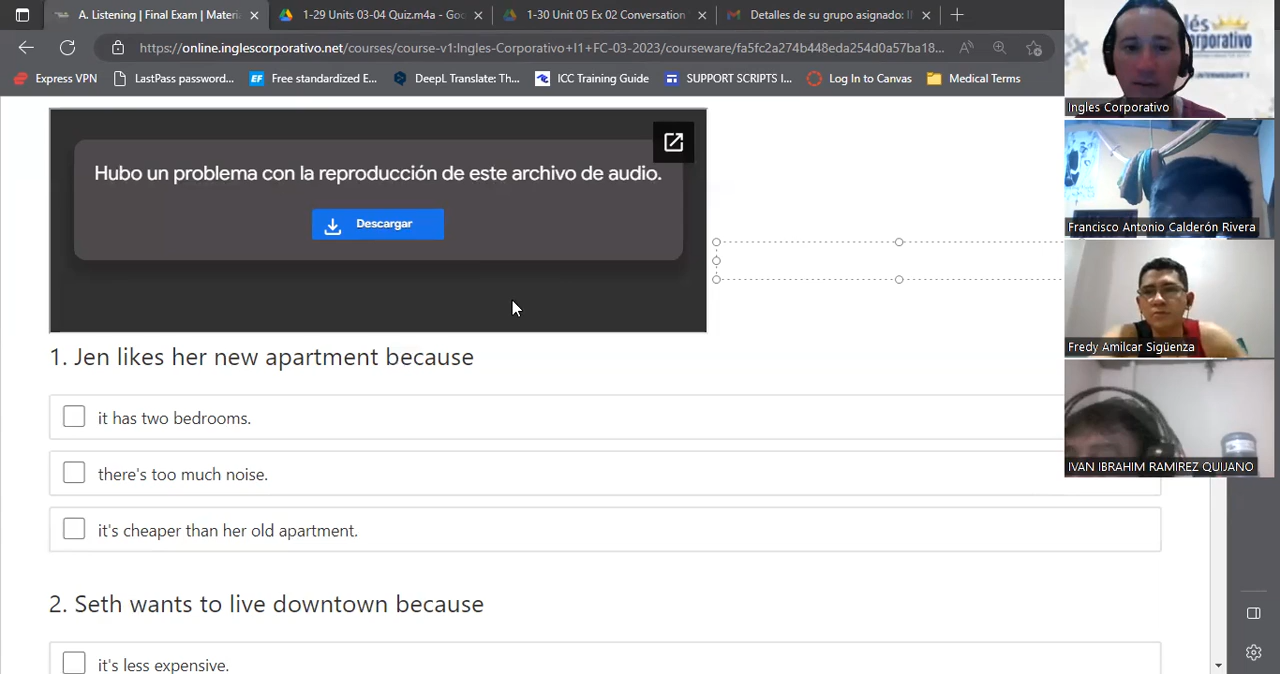 A. Listening | Final Exam | Materi
1-29 Units 03-04 Quiz.m4a - Goo
1-30 Unit 05 Ex 02 Conversation
Detalles de su grupo asignado: I
https://online.inglescorporativo.net/courses/course-v1:Ingles-Corporativo+I1+FC-03-2023/courseware/fa5fc2a274b448eda254d0a57ba18...
Express VPN
LastPass password...
EF
Free standardized E...
DeepL Translate: Th...
ICC Training Guide
SUPPORT SCRIPTS I...
Log In to Canvas
Medical Terms
Hubo un problema con la reproducción de este archivo de audio.
Descargar
1. Jen likes her new apartment because
it has two bedrooms.
there's too much noise.
it's cheaper than her old apartment.
2. Seth wants to live downtown because
it's less expensive.
Ingles Corporativo
Francisco Antonio Calderón Rivera
Fredy Amilcar Sigüenza
IVAN IBRAHIM RAMIREZ QUIJANO